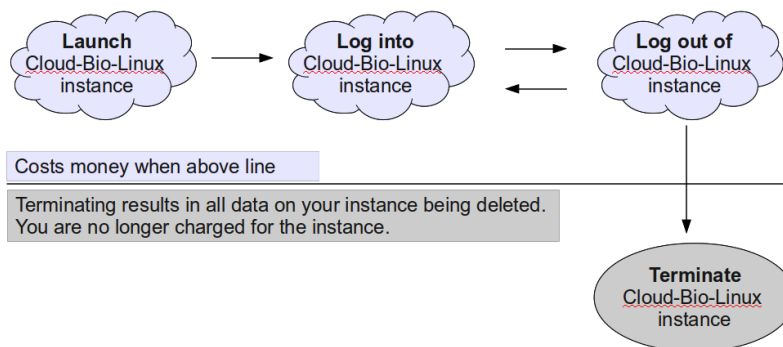 Launch
Cloud-Bio-Linux
instance
Log into
Cloud-Bio-Linux
instance
Log out of
Cloud-Bio-Linux
instance
Costs money when above line
Terminating results in all data on your instance being deleted.
You are no longer charged for the instance.
Terminate
Cloud-Bio-Linux
instance